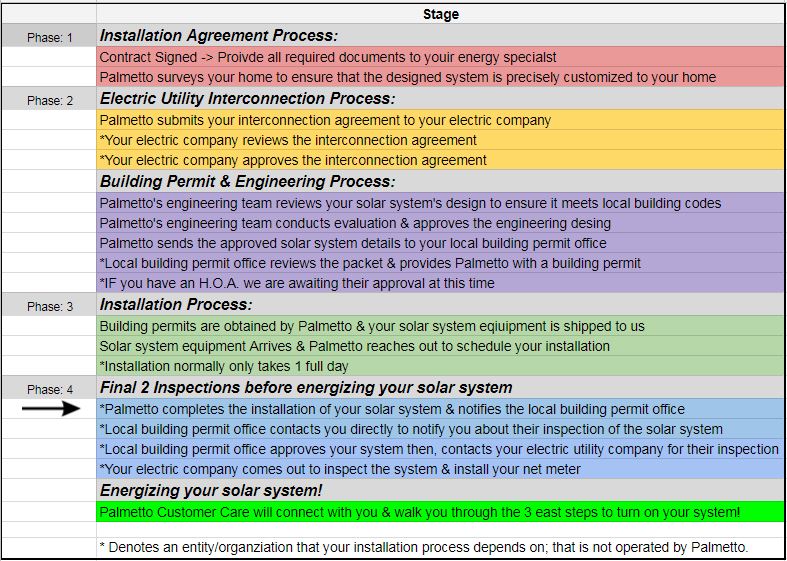 Stage
Phase: 1 Installation Agreement Process:
Contract Signed -> Proivde all required documents to yoür energy specialst
Palmetto surveys your home to ensure that the designed system is precisely customized to your home
Phase: 2 Electric Utility Interconnection Process:
Palmetto submits your interconnection agreement to your electric company
*Your electric company reviews the interconnection agreement
*Your electric company approves the interconnection agreement
Building Permit & Engineering Process:
Palmetto's engineering team reviews your solar system's design to ensure it meets local building codes
Palmetto's engineering team conducts evaluation & approves the engineering desing
Palmetto sends the approved solar system details to your local building permit office
*Local building permit office reviews the packet & provides Palmetto with a building permit
*IF you have an H.O.A. we are awaiting their approval at this time
Phase: 3 Installation Process:
Building permits are obtained by Palmetto & your solar system eqiuipment is shipped to us
Solar system equipment Arrives & Palmetto reaches out to schedule your installation
*Installation normally only takes 1 full day
Phase: 4 Final 2 Inspections before energizing your solar system
*Palmetto completes the installation of your solar system & notifies the local building permit office
*Local building permit office contacts you directly to notify you about their inspection of the solar system
*Local building permit office approves your system then, contacts your electric utility company for their inspection
*Your electric company comes out to inspect the system & install your net meter
Energizing your solar system!
Palmetto Customer Care will connect with you & walk you through the 3 east steps to turn on your system!
* Denotes an entity/organziation that your installation process depends on; that is not operated by Palmetto.